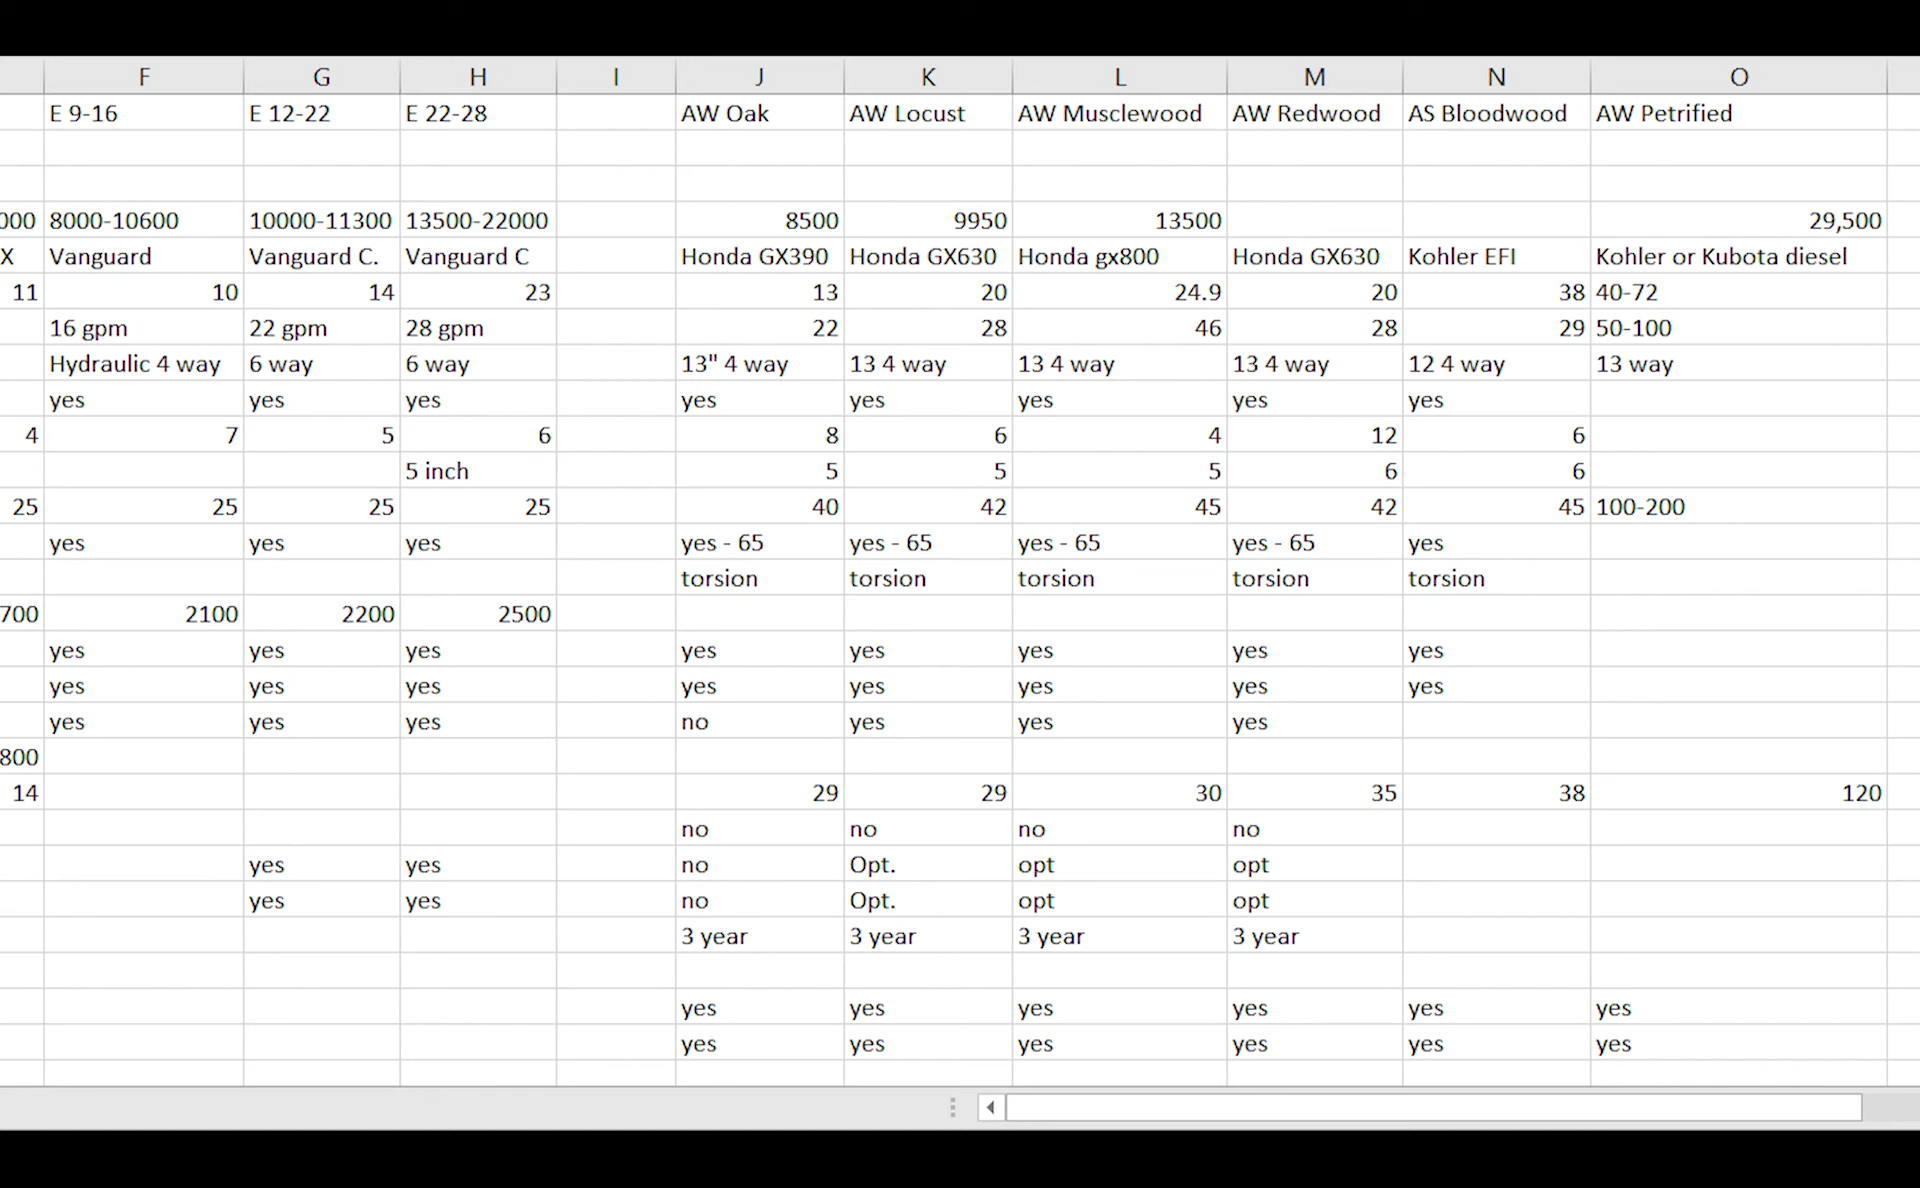 F G H I J K L M N O
E 9-16 E 12-22 E 22-28 AW Oak AW Locust AW Musclewood AW Redwood AS Bloodwood AW Petrified
000 8000-10600 10000-11300 13500-22000 8500 9950 13500 29,500
X Vanguard Vanguard C. Vanguard C Honda GX390 Honda GX630 Honda gx800 Honda GX630 Kohler EFI Kohler or Kubota diesel
11 10 14 23 13 20 24.9 20 38 40-72
16 gpm 22 gpm 28 gpm 22 28 46 28 29 50-100
Hydraulic 4 way 6 way 6 way 13" 4 way 13 4 way 13 4 way 13 4 way 12 4 way 13 way
yes yes yes yes yes yes yes yes
4 7 5 6 8 6 4 12 6
5 inch 5 5 5 6 6
25 25 25 25 40 42 45 42 45 100-200
yes yes yes yes - 65 yes - 65 yes - 65 yes - 65 yes
torsion torsion torsion torsion torsion
700 2100 2200 2500
yes yes yes yes yes yes yes yes
yes yes yes yes yes yes yes yes
yes yes yes no yes yes yes
800
14 29 29 30 35 38 120
no no no no
yes yes no Opt. opt opt
yes yes no Opt. opt opt
3 year 3 year 3 year 3 year
yes yes yes yes yes yes
yes yes yes yes yes yes